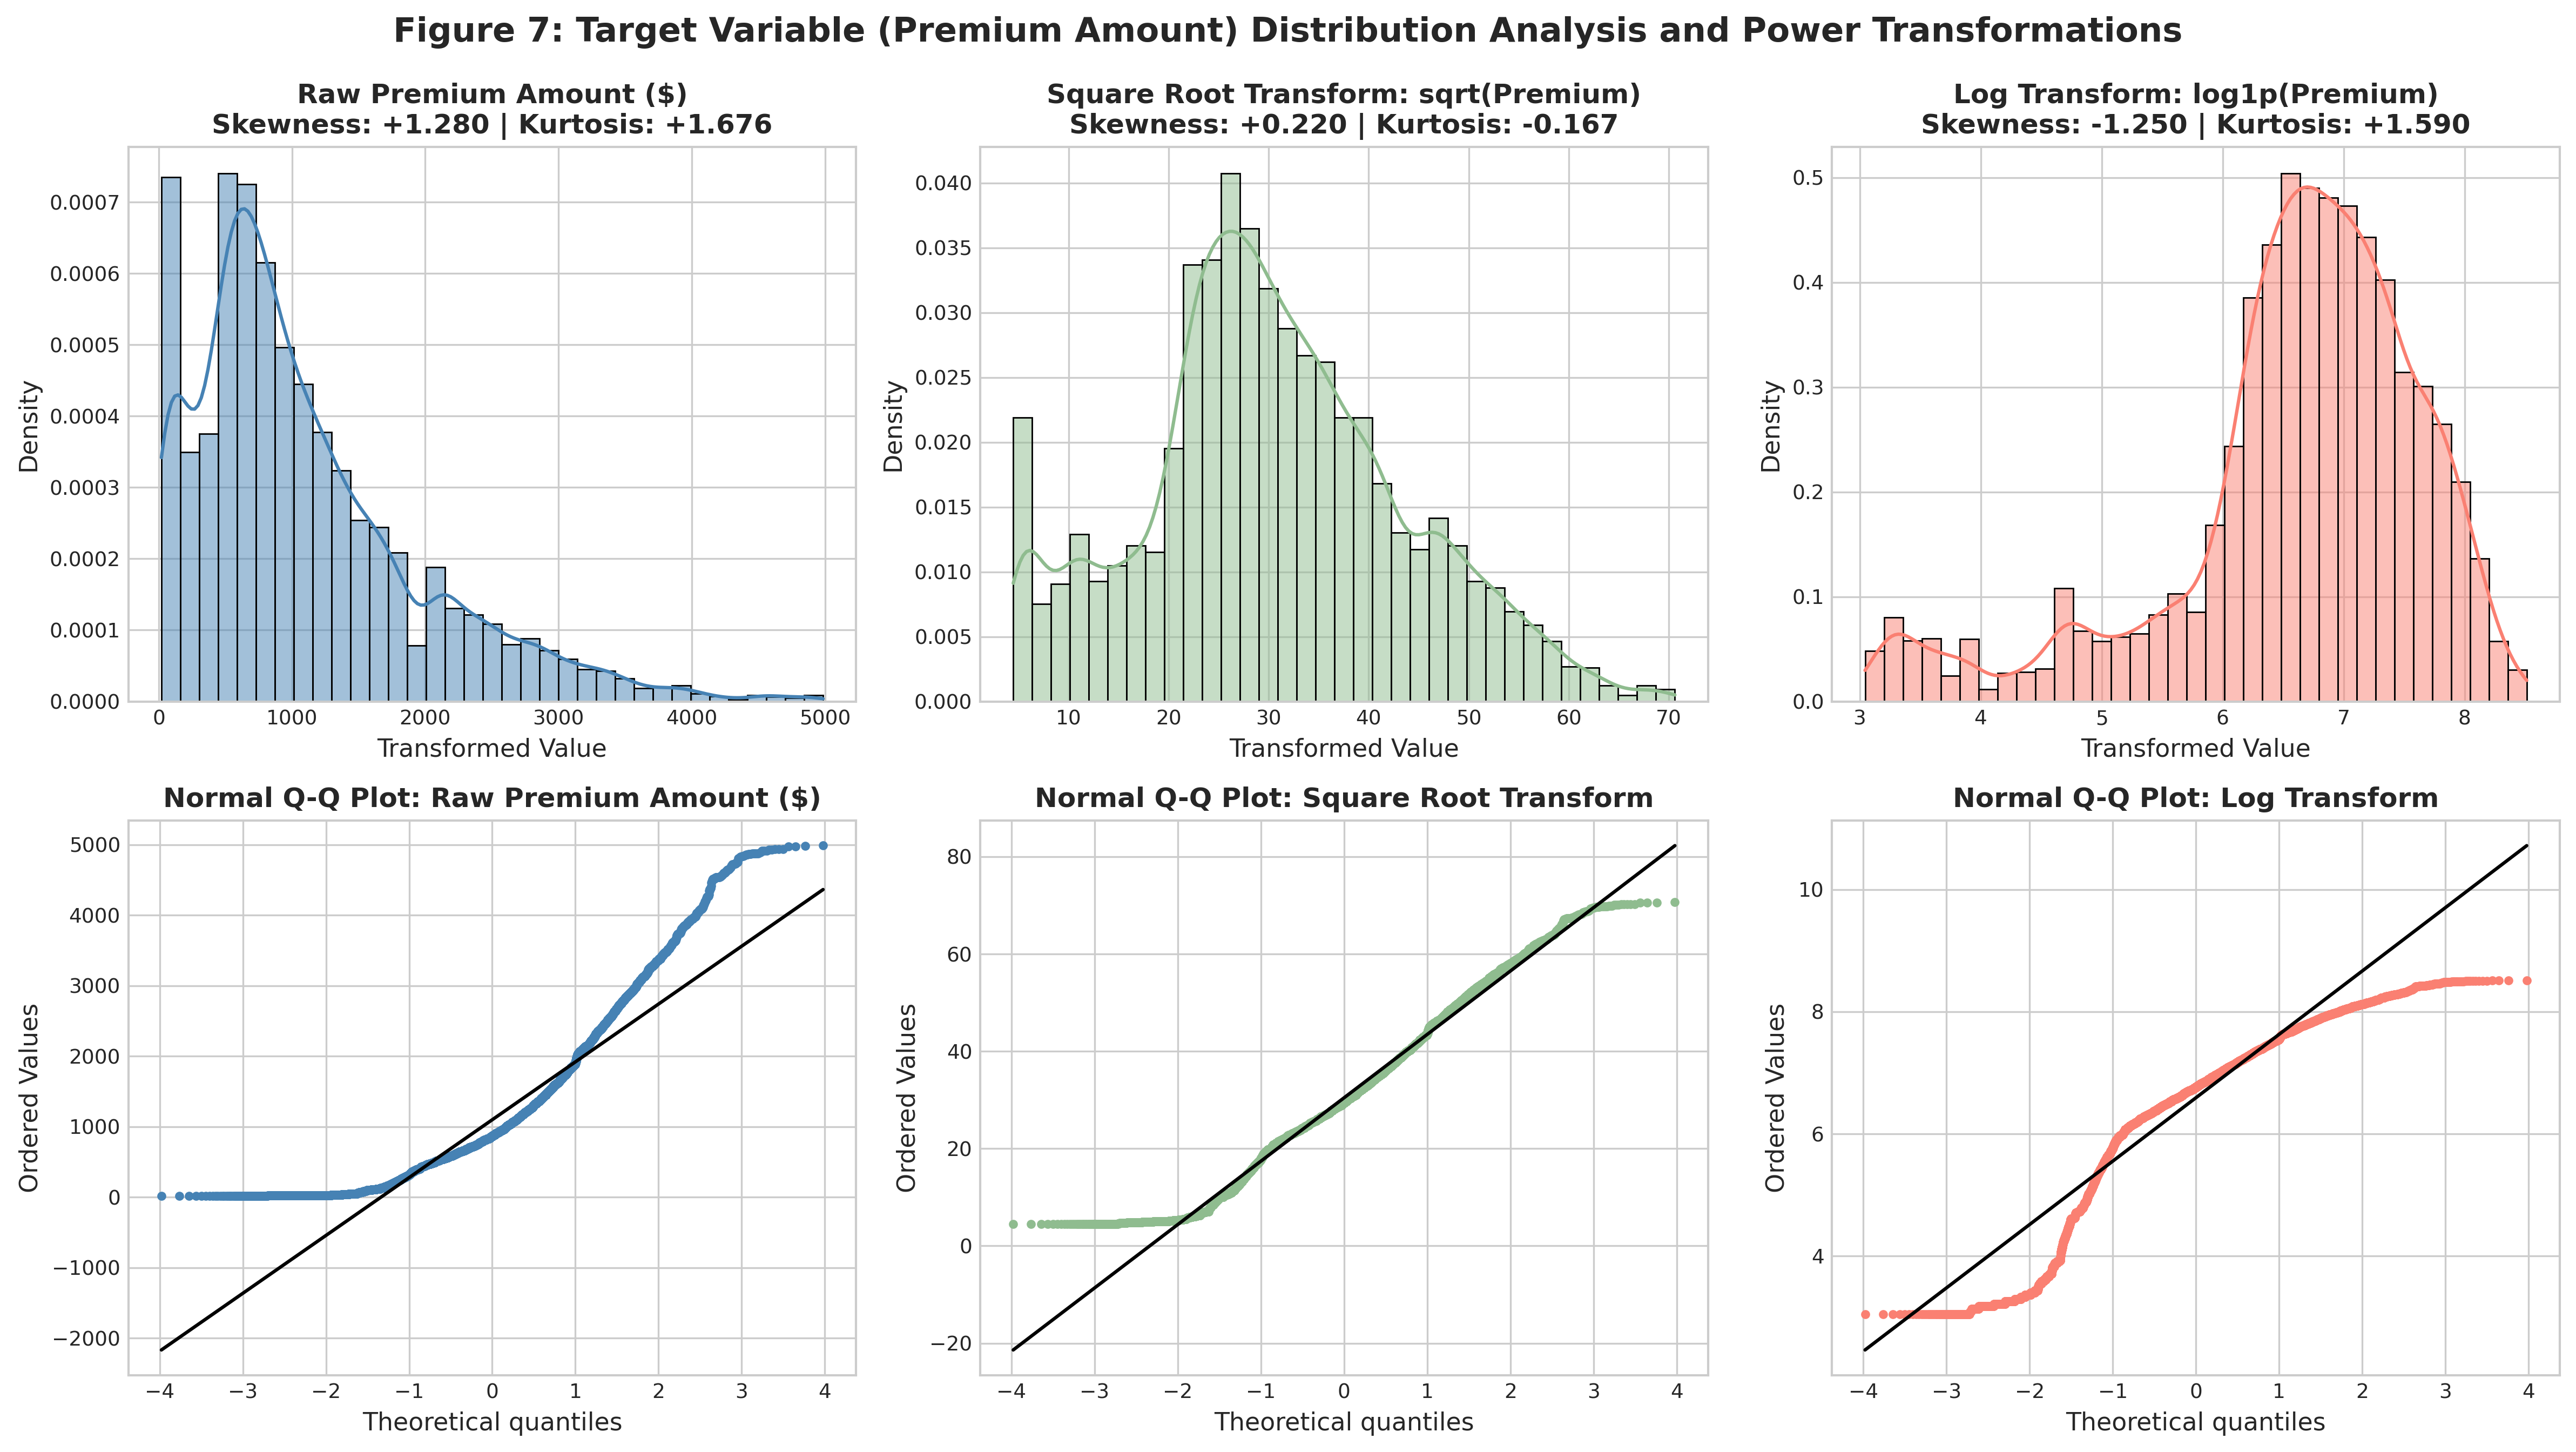 Figure 7: Target Variable (Premium Amount) Distribution Analysis and Power Transformations
Raw Premium Amount ($)
Skewness: +1.280 | Kurtosis: +1.676
0.0007
0.0006
0.0005
0.0004
0.0003
0.0002
0.0001
0.0000
Density
0 1000 2000 3000 4000 5000
Transformed Value
Square Root Transform: sqrt(Premium)
Skewness: +0.220 | Kurtosis: -0.167
0.040
0.035
0.030
0.025
0.020
0.015
0.010
0.005
0.000
Density
10 20 30 40 50 60 70
Transformed Value
Log Transform: log1p(Premium)
Skewness: -1.250 | Kurtosis: +1.590
0.5
0.4
0.3
0.2
0.1
0.0
Density
3 4 5 6 7 8
Transformed Value
Normal Q-Q Plot: Raw Premium Amount ($)
5000
4000
3000
2000
1000
0
−1000
−2000
Ordered Values
−4 −3 −2 −1 0 1 2 3 4
Theoretical quantiles
Normal Q-Q Plot: Square Root Transform
80
60
40
20
0
−20
Ordered Values
−4 −3 −2 −1 0 1 2 3 4
Theoretical quantiles
Normal Q-Q Plot: Log Transform
10
8
6
4
Ordered Values
−4 −3 −2 −1 0 1 2 3 4
Theoretical quantiles